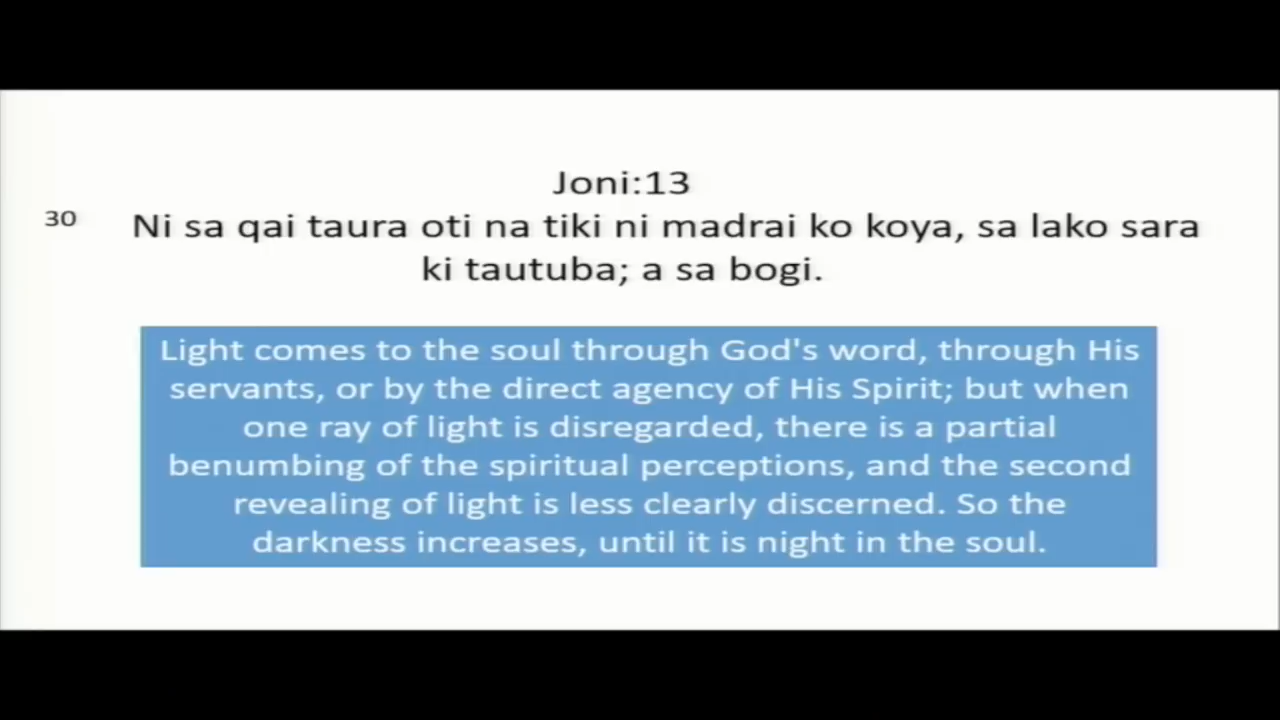 Joni:13
30 Ni sa qai taura oti na tiki ni madrai ko koya, sa lako sara
ki tautuba; a sa bogi.
Light comes to the soul through God's word, through His
servants, or by the direct agency of His Spirit; but when
one ray of light is disregarded, there is a partial
benumbing of the spiritual perceptions, and the second
revealing of light is less clearly discerned. So the
darkness increases, until it is night in the soul.